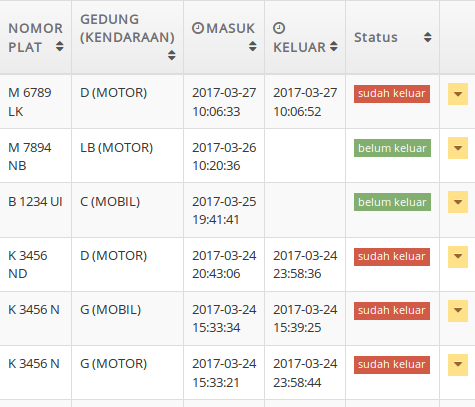 NOMOR PLAT GEDUNG (KENDARAAN) MASUK KELUAR Status
M 6789 LK D (MOTOR) 2017-03-27 10:06:33 2017-03-27 10:06:52 sudah keluar
M 7894 NB LB (MOTOR) 2017-03-26 10:20:36 belum keluar
B 1234 UI C (MOBIL) 2017-03-25 19:41:41 belum keluar
K 3456 ND D (MOTOR) 2017-03-24 20:43:06 2017-03-24 23:58:36 sudah keluar
K 3456 N G (MOBIL) 2017-03-24 15:33:34 2017-03-24 15:39:25 sudah keluar
K 3456 N G (MOTOR) 2017-03-24 15:33:21 2017-03-24 23:58:44 sudah keluar